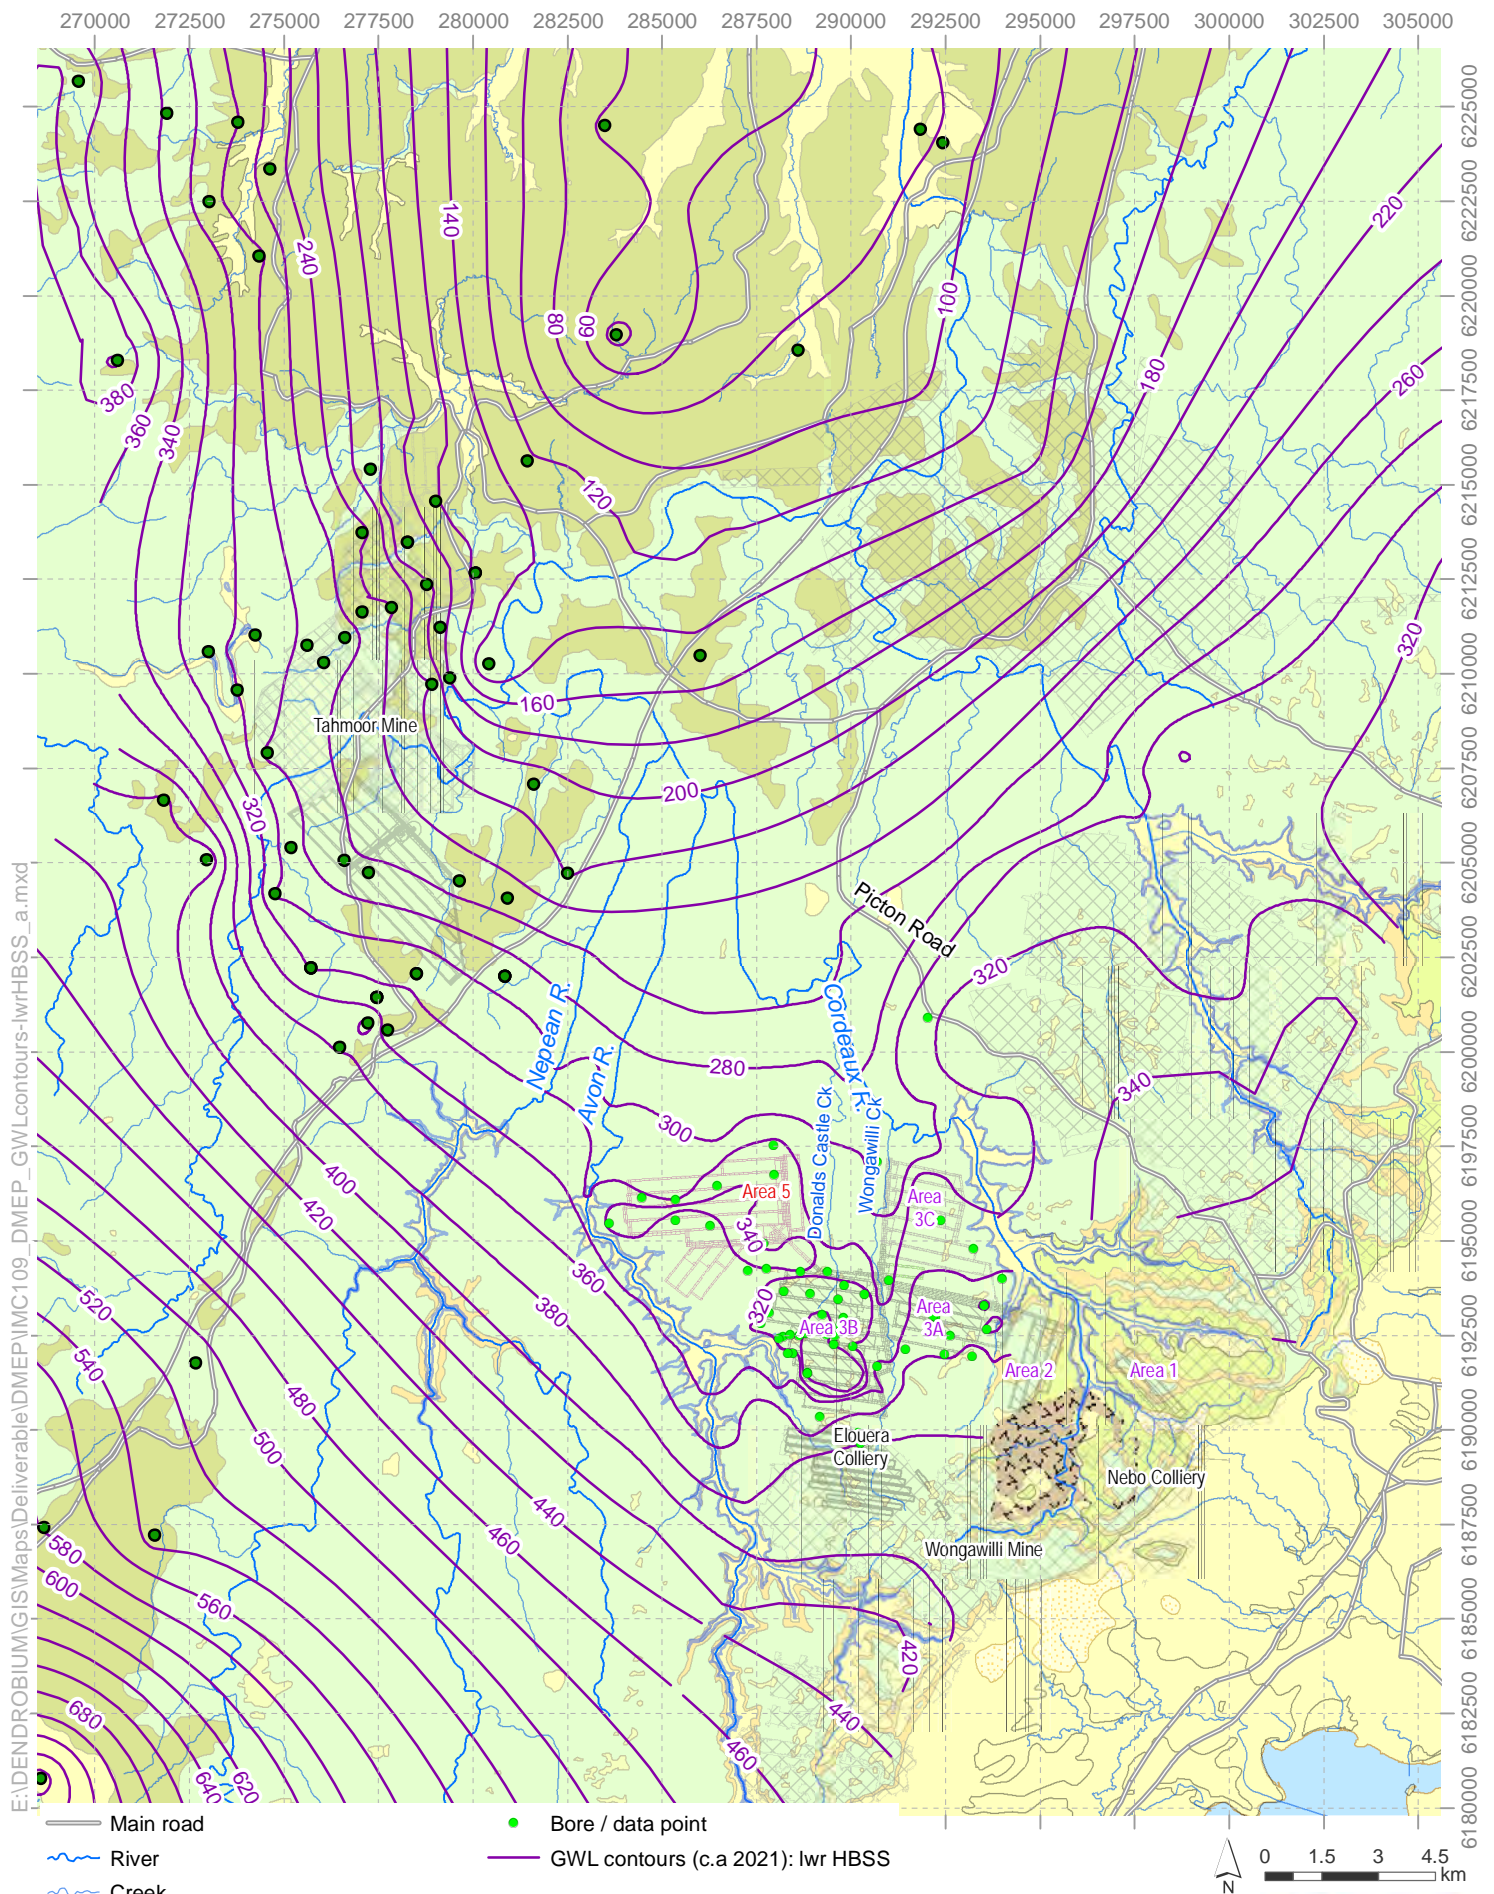 270000 272500 275000 277500 280000 282500 285000 287500 290000 292500 295000 297500 300000 302500 305000
6225000
6222500
6220000
6217500
6215000
6212500
6210000
6207500
6205000
6202500
6200000
6197500
6195000
6192500
6190000
6187500
6185000
6182500
6180000
140
240
220
100
80
60
180
260
380
360
340
120
320
160
Tahmoor Mine
200
320
Picton Road
320
Nepean R.
Cordeaux R.
Avon R.
280
340
Donalds Castle Ck
Wongawilli Ck
300
400
Area 5
Area
3C
420
340
360
520
380
320
Area 3B
Area
3A
540
Area 2
Area 1
480
500
Elouera
Colliery
Nebo Colliery
440
460
Wongawilli Mine
580
600
560
420
680
440
460
640
620
E:\DENDROBIUM\GIS\Maps\Deliverable\DMEP\IMC109_DMEP_GWLcontours-lwrHBSS_a.mxd
Main road
Bore / data point
River
GWL contours (c.a 2021): lwr HBSS
Creek
N
0 1.5 3 4.5
km